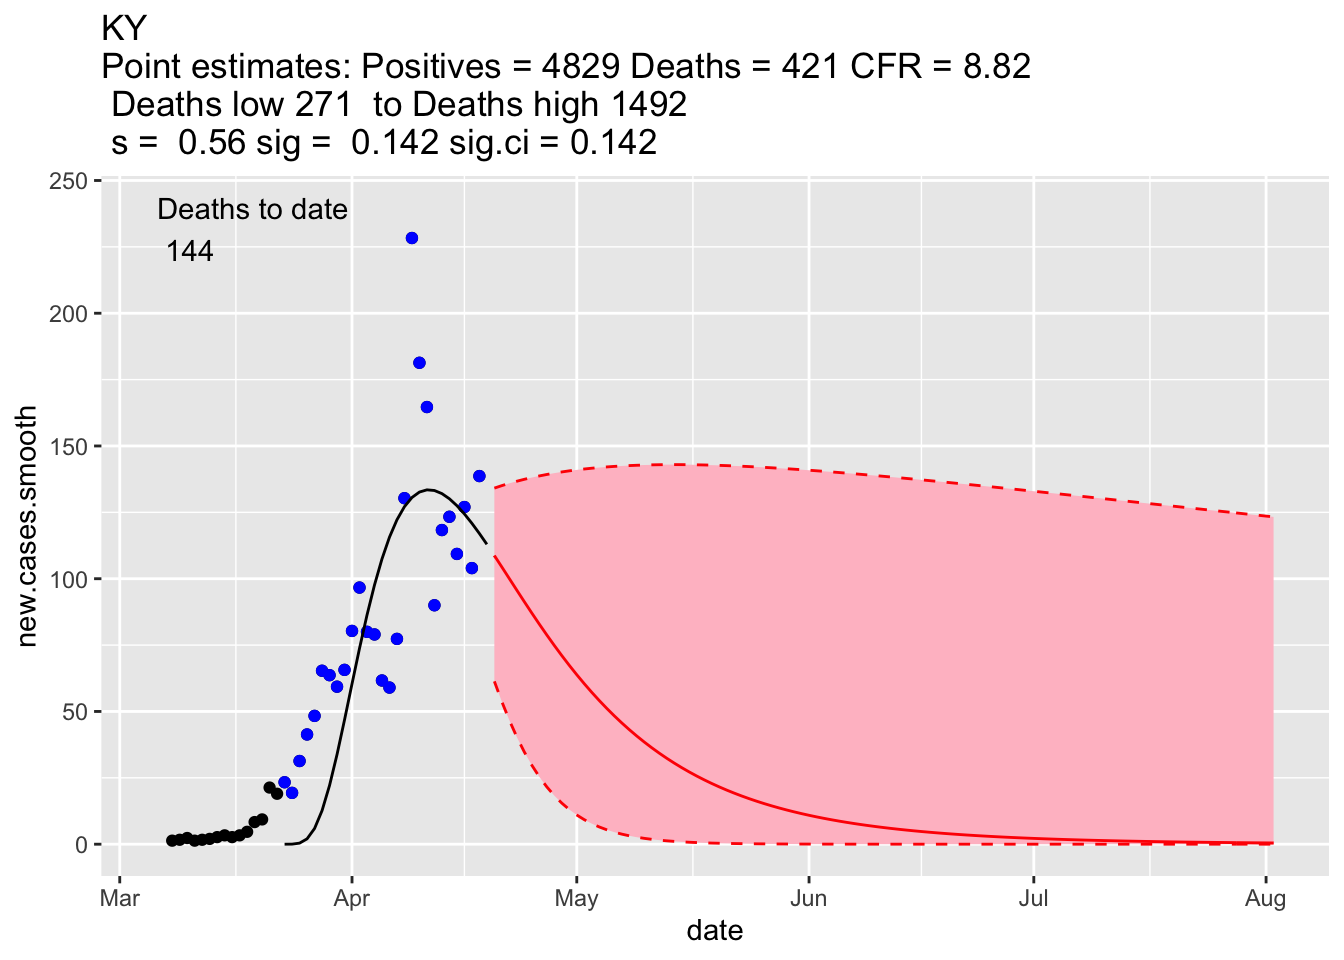 KY
Point estimates: Positives = 4829 Deaths = 421 CFR = 8.82
Deaths low 271  to Deaths high 1492
s =  0.56 sig =  0.142 sig.ci = 0.142
250
Deaths to date
144
200
150
100
50
0
new.cases.smooth
Mar Apr May Jun Jul Aug
date